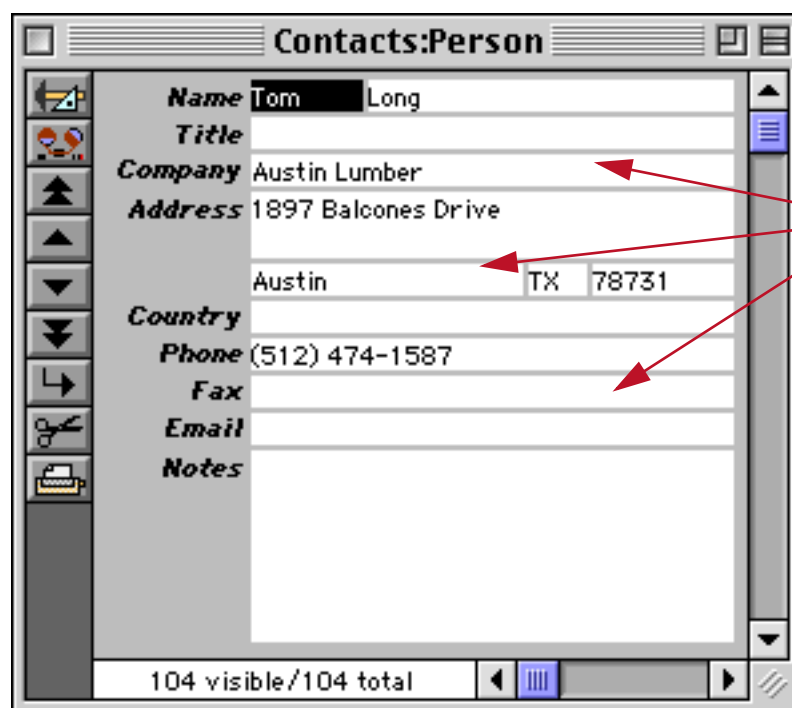 Contacts:Person
Name Tom Long
Title
Company Austin Lumber
Address 1897 Balcones Drive
Austin TX 78731
Country
Phone (512) 474-1587
Fax
Email
Notes
104 visible/104 total